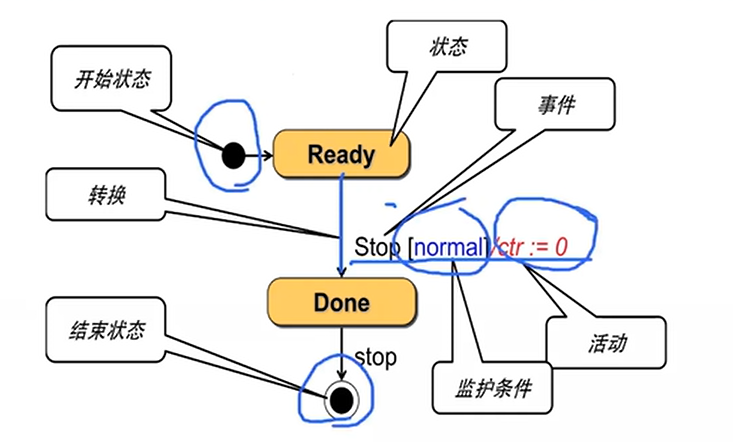 状态
开始状态
事件
Ready
转换
Stop [normal]/ctr := 0
Done
结束状态
活动
stop
监护条件